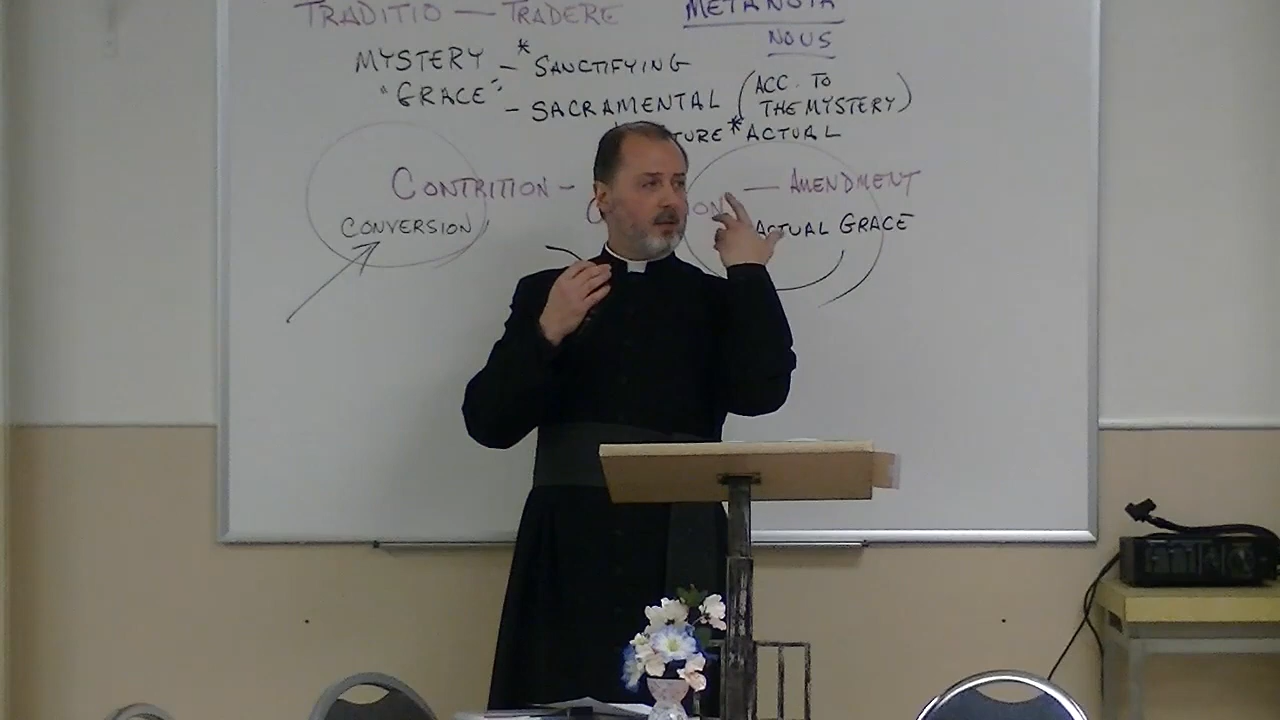 TRADITIO — TRADERE
METANOIA
NOUS
MYSTERY – * SANCTIFYING
"GRACE" – SACRAMENTAL (ACC. TO
THE MYSTERY)
* ACTUAL
CONTRITION – — AMENDMENT
CONVERSION
ACTUAL GRACE